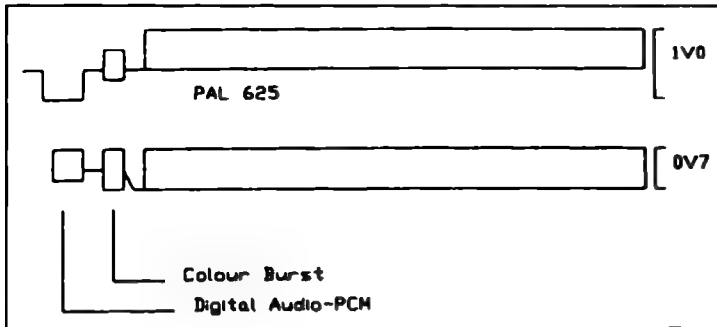 1V0
PAL 625
0V7
Colour Burst
Digital Audio-PCM